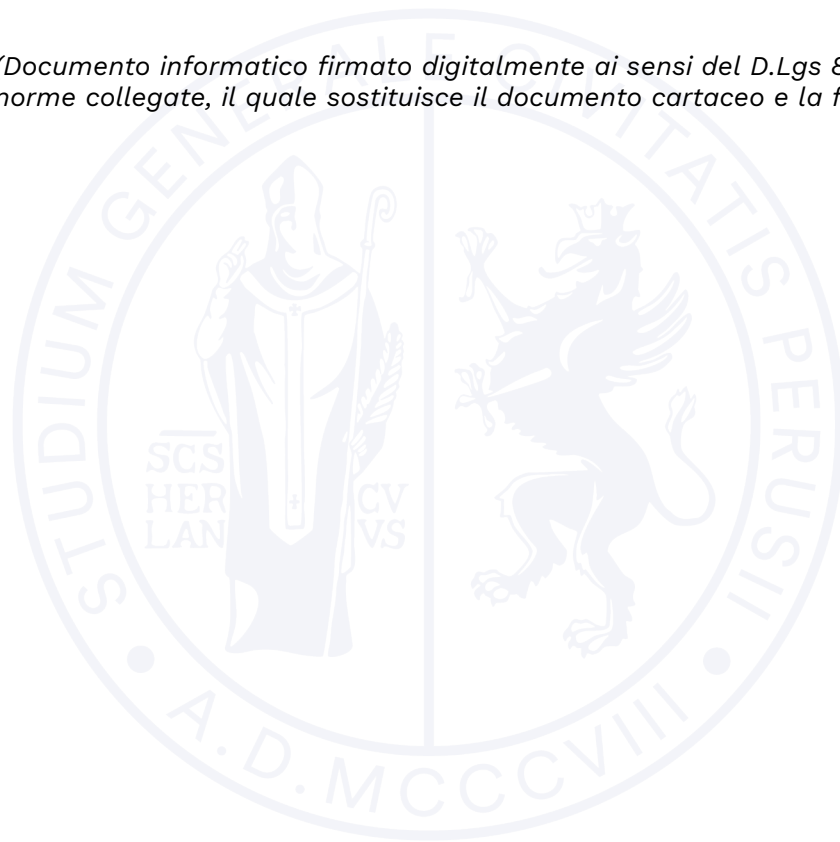 (Documento informatico firmato digitalmente ai sensi del D.Lgs
norme collegate, il quale sostituisce il documento cartaceo e la
STUDIUM GENERALE CIVITATIS PERUSII
SCS
HER CV
LAN VS
A.D. MCCCVIII